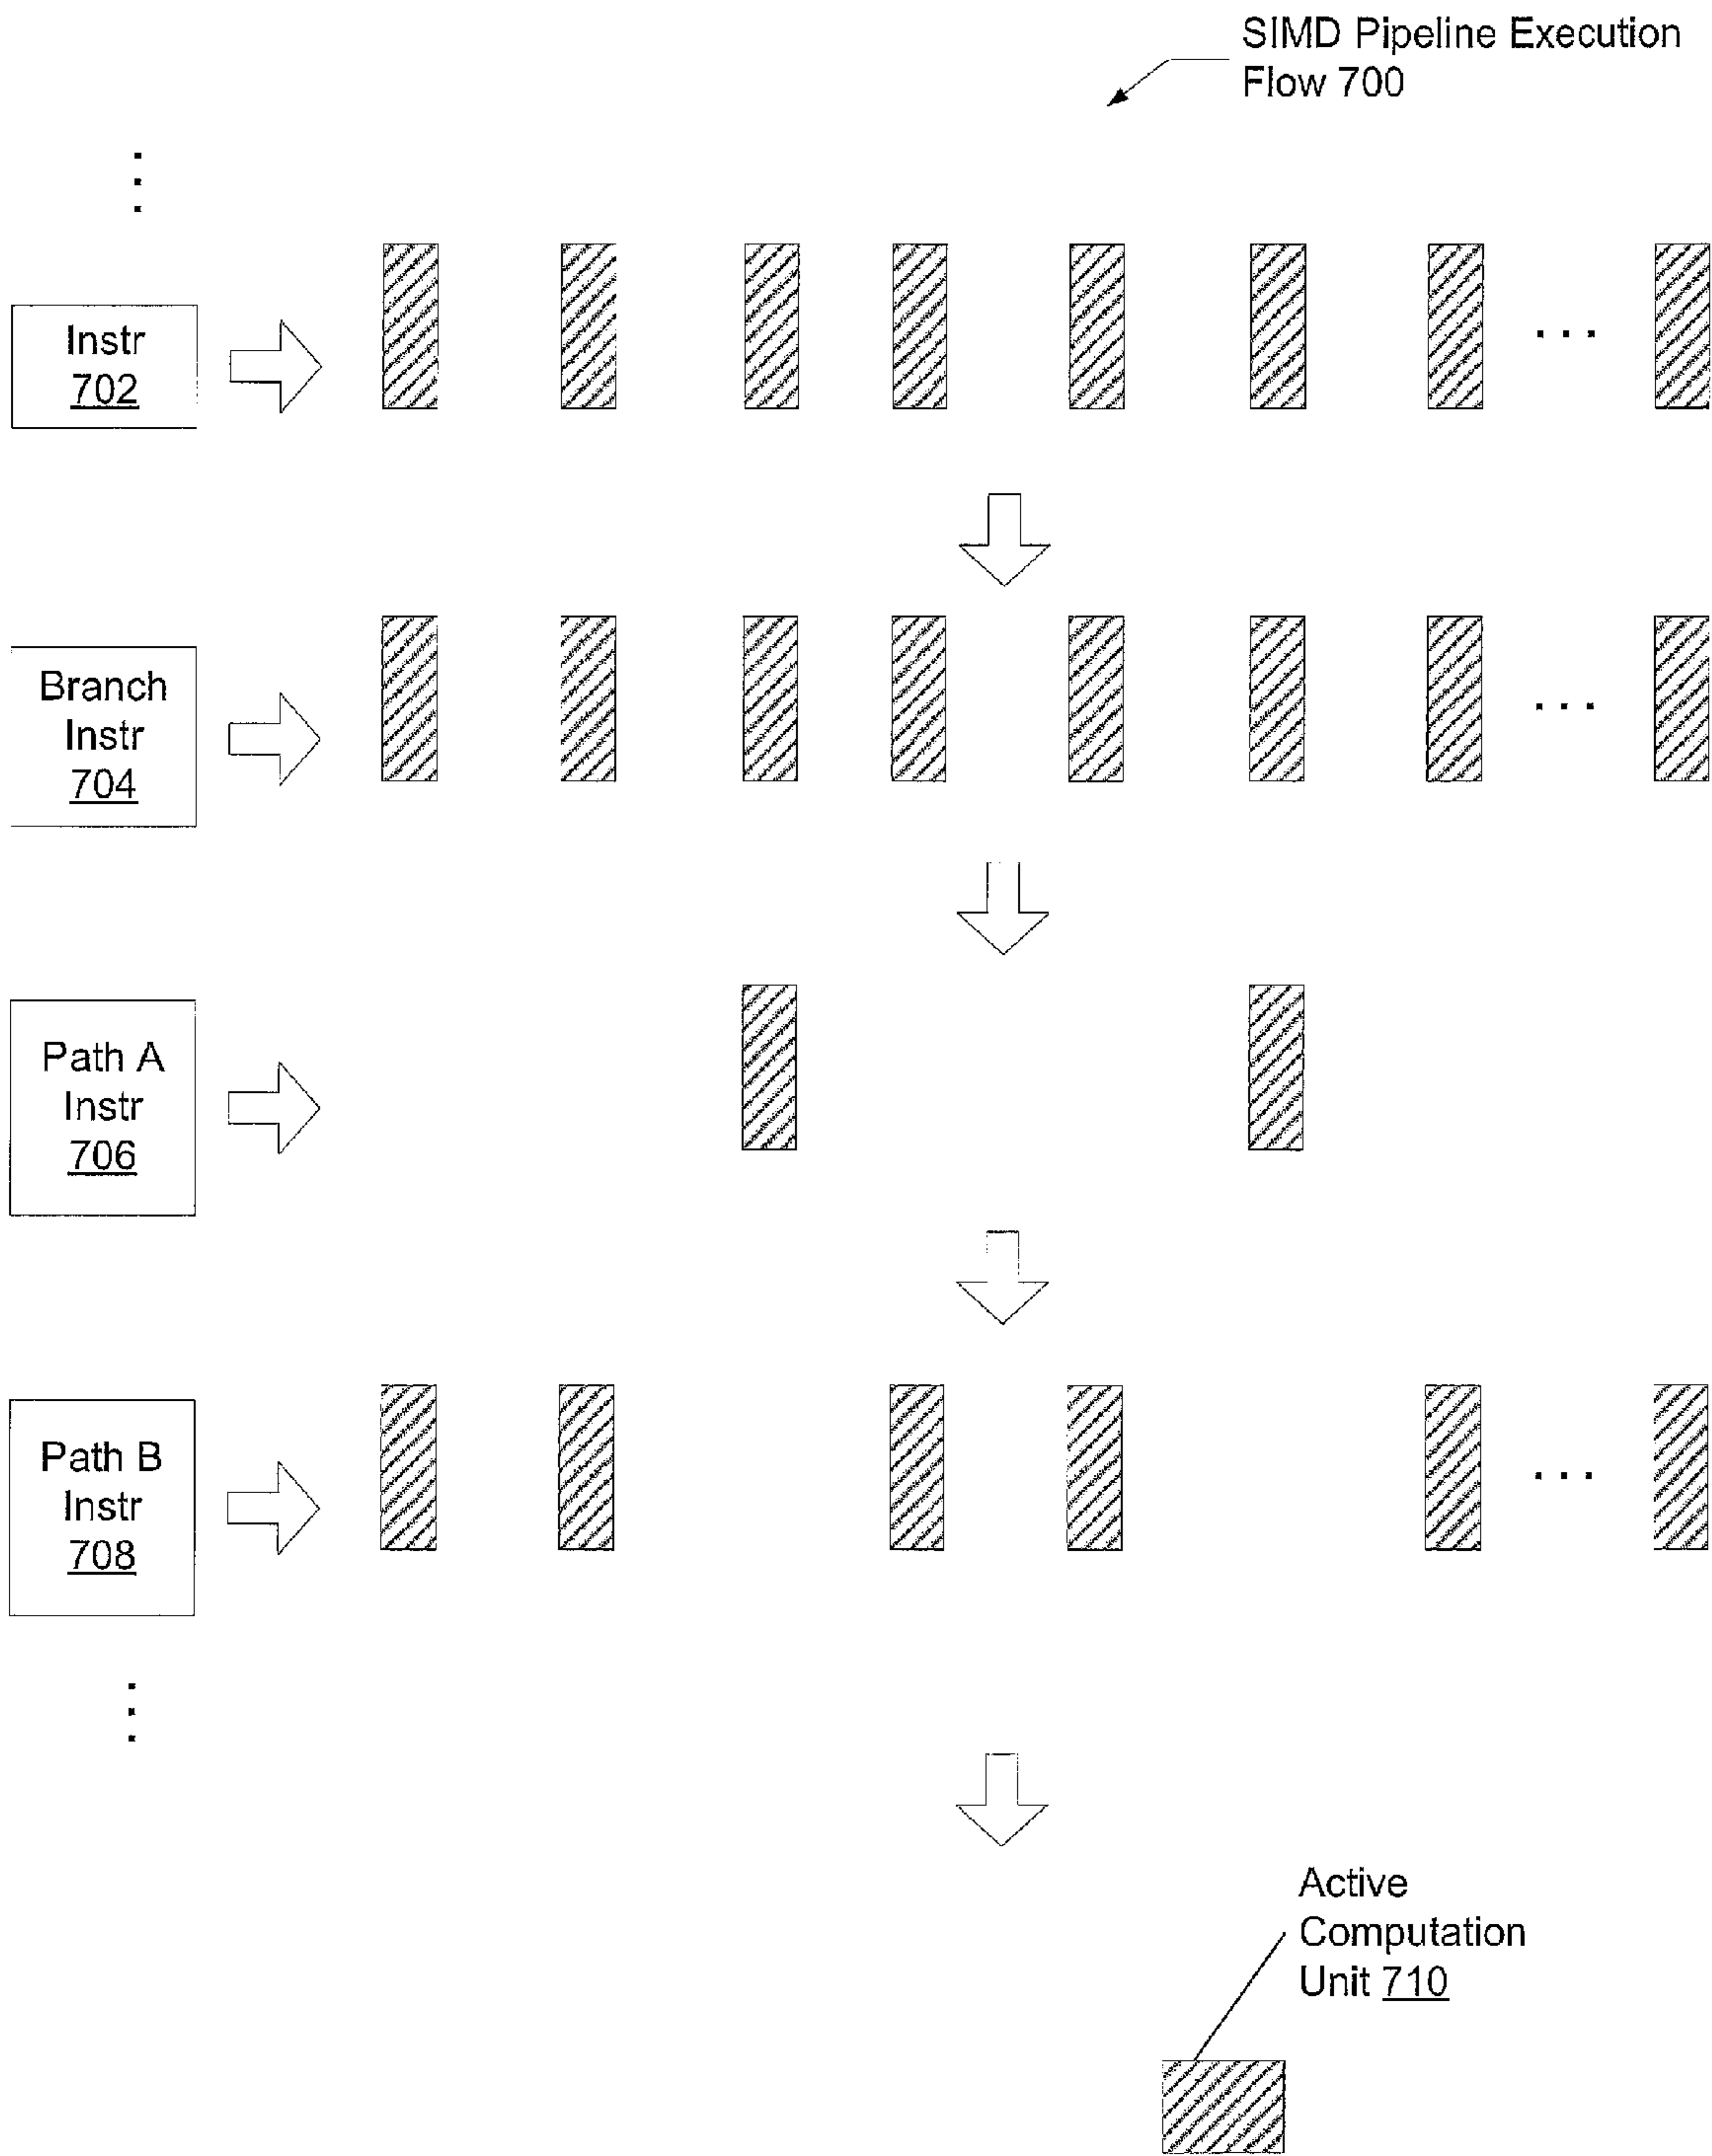 SIMD Pipeline Execution
Flow 700
Instr
702
Branch
Instr
704
Path A
Instr
706
Path B
Instr
708
Active
Computation
Unit 710